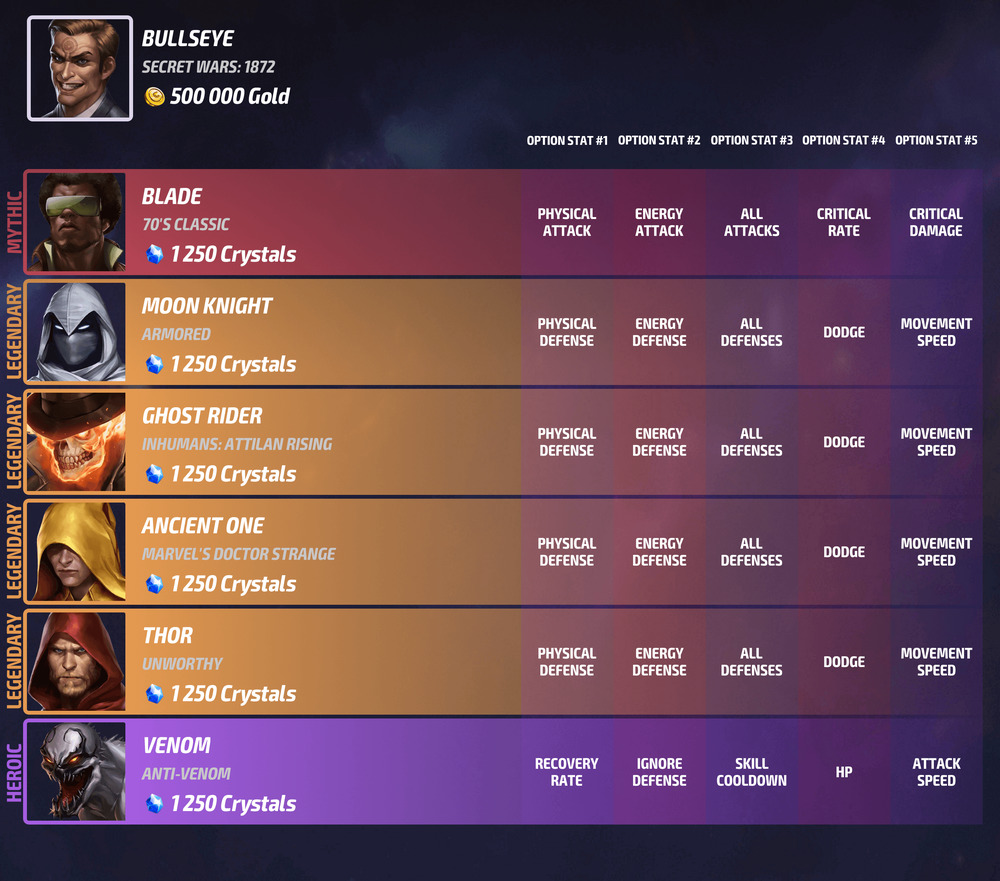 BULLSEYE
SECRET WARS: 1872
500 000 Gold
OPTION STAT #1 OPTION STAT #2 OPTION STAT #3 OPTION STAT #4 OPTION STAT #5
MYTHIC
BLADE
70'S CLASSIC
1 250 Crystals
PHYSICAL ATTACK
ENERGY ATTACK
ALL ATTACKS
CRITICAL RATE
CRITICAL DAMAGE
LEGENDARY
MOON KNIGHT
ARMORED
1 250 Crystals
PHYSICAL DEFENSE
ENERGY DEFENSE
ALL DEFENSES
DODGE
MOVEMENT SPEED
LEGENDARY
GHOST RIDER
INHUMANS: ATTILAN RISING
1 250 Crystals
PHYSICAL DEFENSE
ENERGY DEFENSE
ALL DEFENSES
DODGE
MOVEMENT SPEED
LEGENDARY
ANCIENT ONE
MARVEL'S DOCTOR STRANGE
1 250 Crystals
PHYSICAL DEFENSE
ENERGY DEFENSE
ALL DEFENSES
DODGE
MOVEMENT SPEED
LEGENDARY
THOR
UNWORTHY
1 250 Crystals
PHYSICAL DEFENSE
ENERGY DEFENSE
ALL DEFENSES
DODGE
MOVEMENT SPEED
HEROIC
VENOM
ANTI-VENOM
1 250 Crystals
RECOVERY RATE
IGNORE DEFENSE
SKILL COOLDOWN
HP
ATTACK SPEED